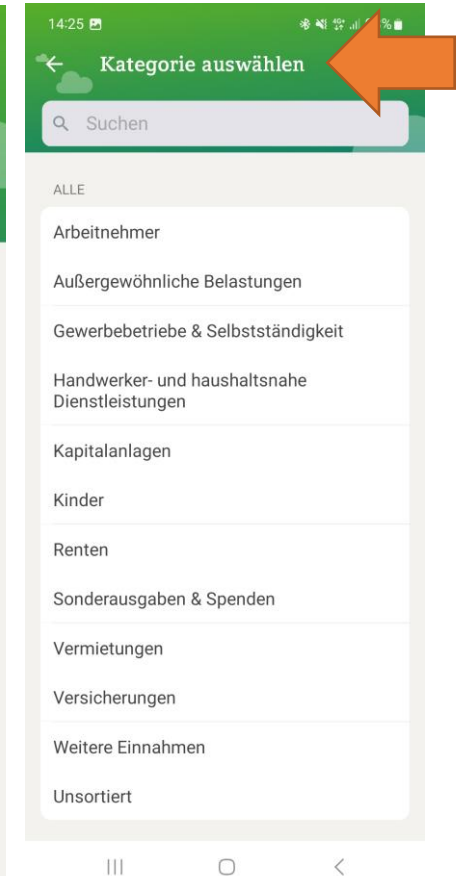 14:25
Kategorie auswählen
Suchen
ALLE
Arbeitnehmer
Außergewöhnliche Belastungen
Gewerbebetriebe & Selbstständigkeit
Handwerker- und haushaltsnahe
Dienstleistungen
Kapitalanlagen
Kinder
Renten
Sonderausgaben & Spenden
Vermietungen
Versicherungen
Weitere Einnahmen
Unsortiert